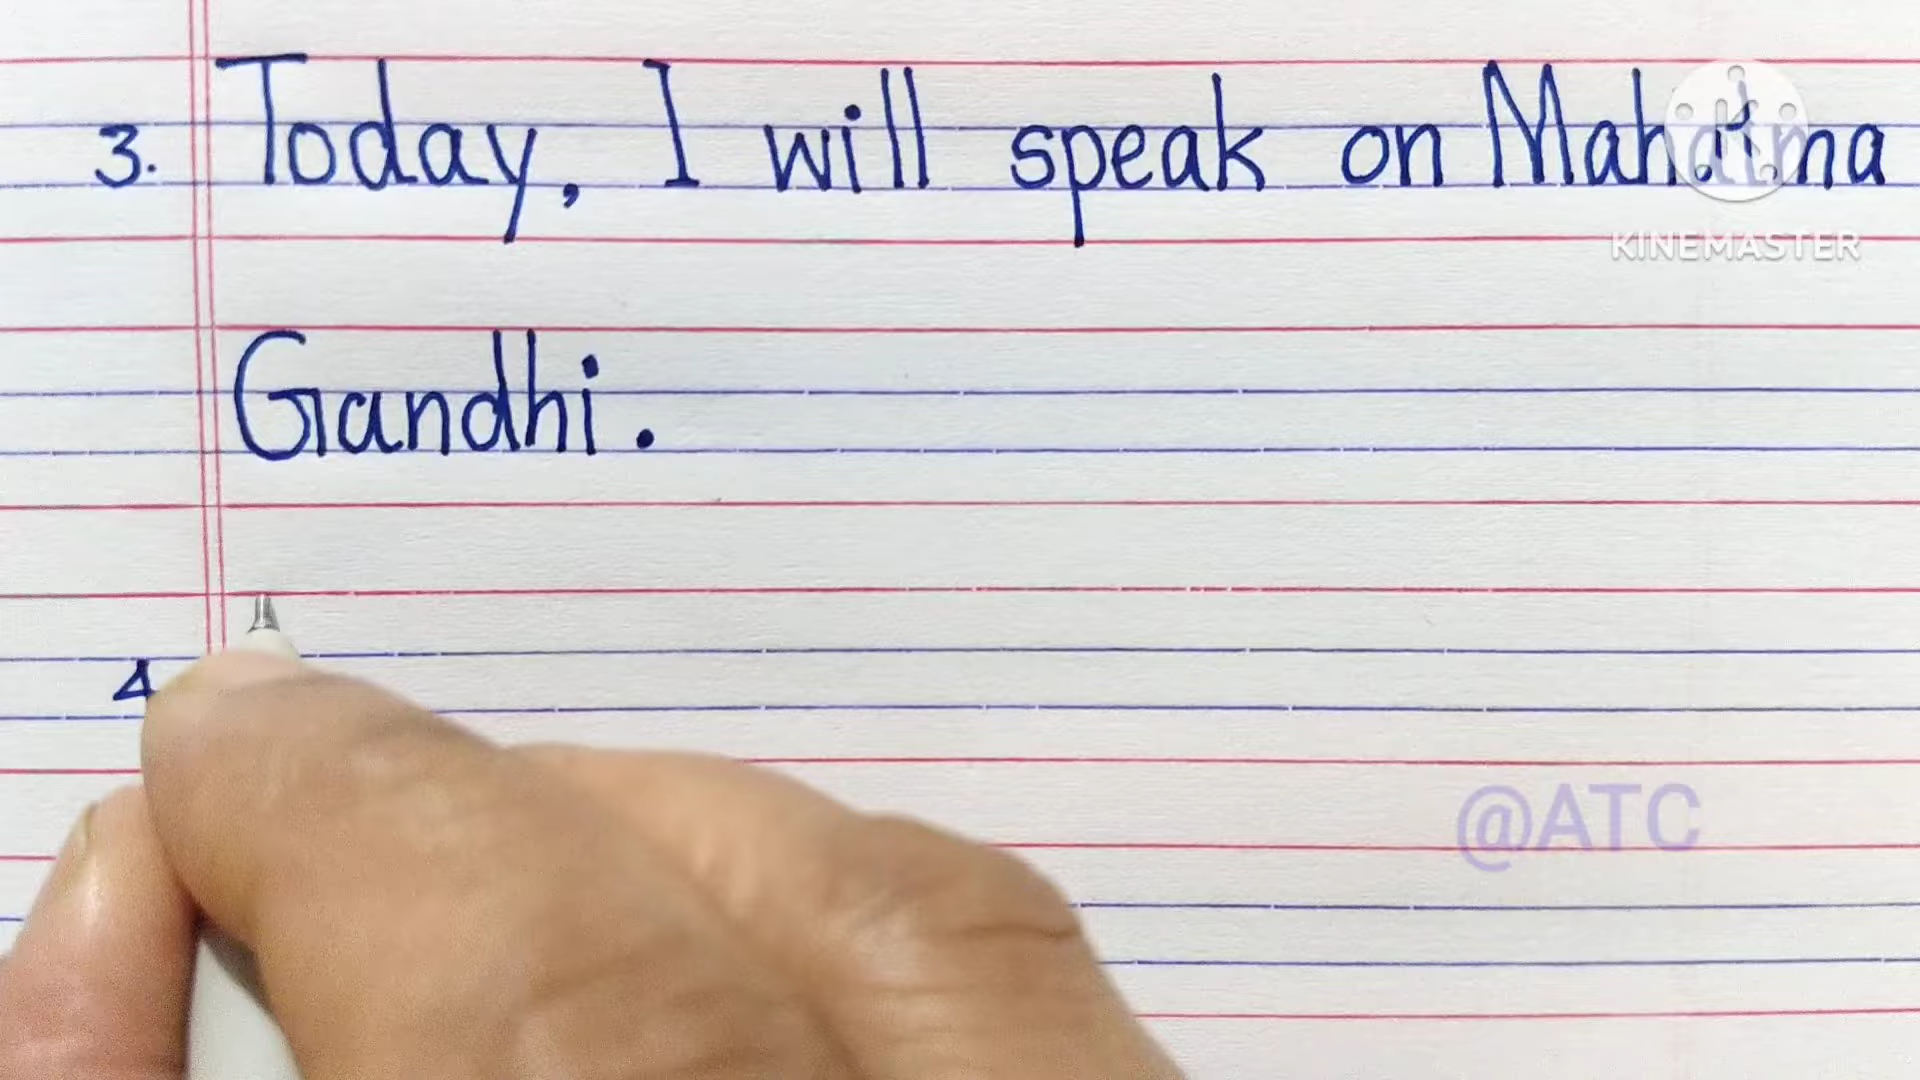 3. Today, I will speak on Mahatma
KINEMASTER
Gandhi.
4
@ATC